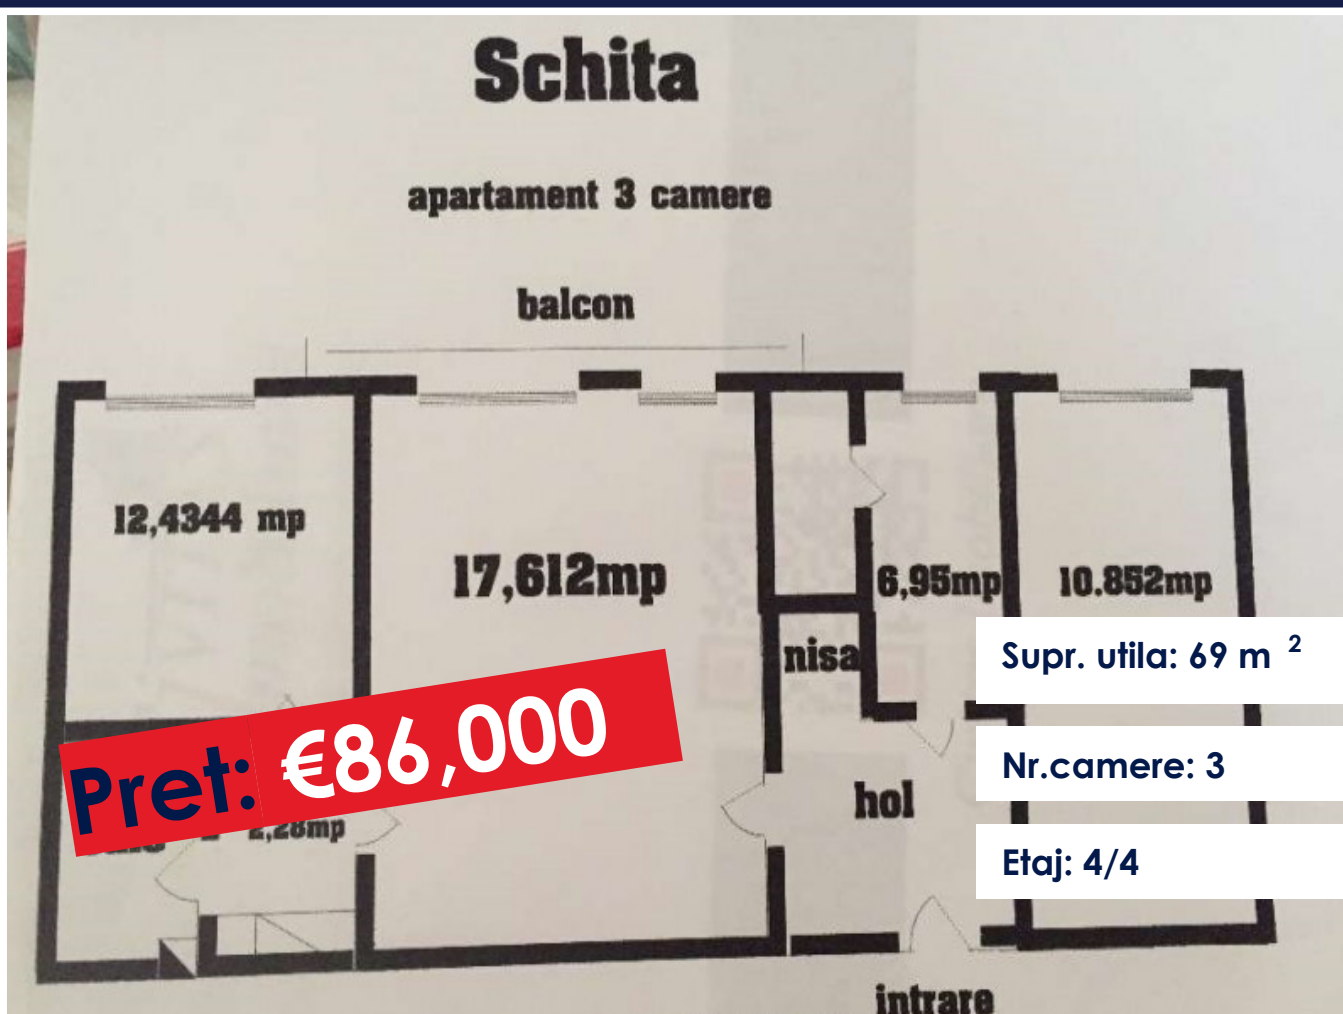 Schita
apartament 3 camere
balcon
12,4344 mp
17,612mp
6,95mp
10.852mp
nisa
Supr. utila: 69 m 2
Pret: €86,000
Nr.camere: 3
hol
2,28mp
Etaj: 4/4
intrare